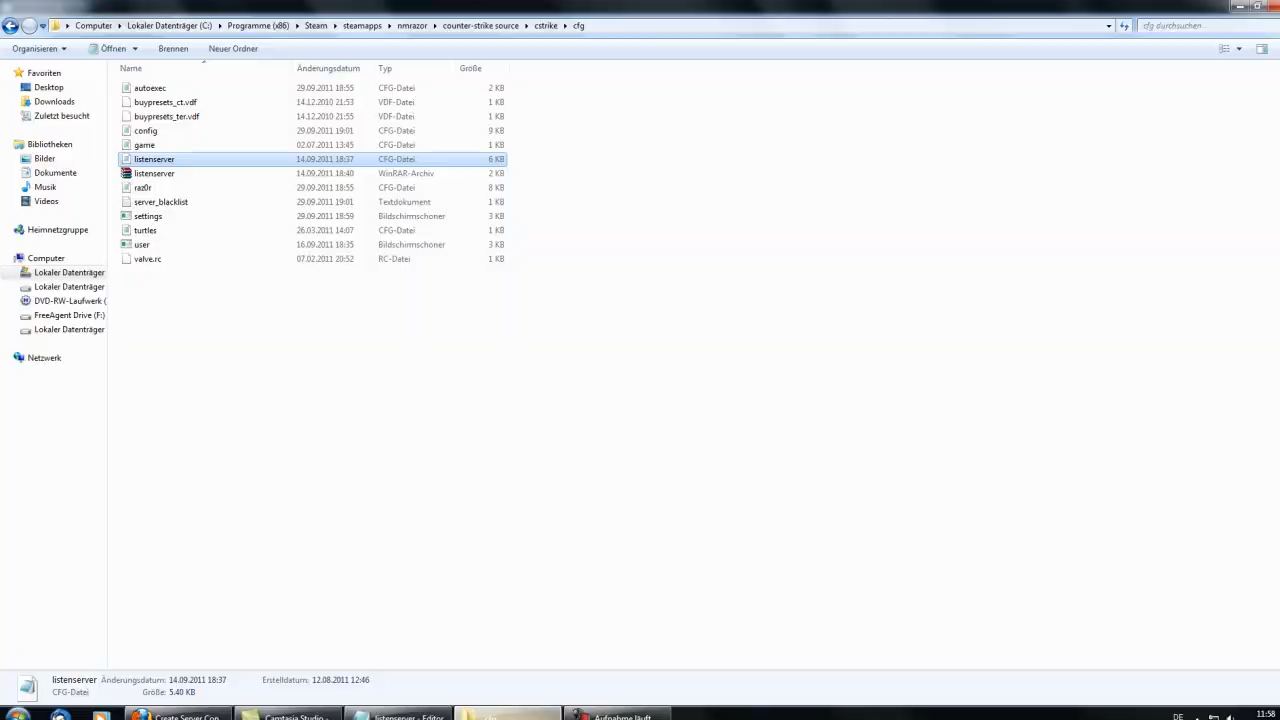 Computer Lokaler Datenträger (C:) Programme (x86) Steam steamapps nmrazor counter-strike source cstrike cfg
cfg durchsuchen
Organisieren Öffnen Brennen Neuer Ordner
Name Änderungsdatum Typ Größe
Favoriten
Desktop
Downloads
Zuletzt besucht
Bibliotheken
Bilder
Dokumente
Musik
Videos
Heimnetzgruppe
Computer
Lokaler Datenträger
Lokaler Datenträger
DVD-RW-Laufwerk (
FreeAgent Drive (F:)
Lokaler Datenträger
Netzwerk
autoexec 29.09.2011 18:55 CFG-Datei 2 KB
buypresets_ct.vdf 14.12.2010 21:53 VDF-Datei 1 KB
buypresets_ter.vdf 14.12.2010 21:55 VDF-Datei 1 KB
config 29.09.2011 19:01 CFG-Datei 9 KB
game 02.07.2011 13:45 CFG-Datei 1 KB
listenserver 14.09.2011 18:37 CFG-Datei 6 KB
listenserver 14.09.2011 18:40 WinRAR-Archiv 2 KB
raz0r 29.09.2011 18:55 CFG-Datei 8 KB
server_blacklist 29.09.2011 19:01 Textdokument 1 KB
settings 29.09.2011 18:59 Bildschirmschoner 3 KB
turtles 26.03.2011 14:07 CFG-Datei 1 KB
user 16.09.2011 18:35 Bildschirmschoner 3 KB
valve.rc 07.02.2011 20:52 RC-Datei 1 KB
listenserver Änderungsdatum: 14.09.2011 18:37 Erstelldatum: 12.08.2011 12:46
CFG-Datei Größe: 5.40 KB
Create Server Con... Camtasia Studio - ... listenserver - Editor cfg Aufnahme läuft... DE 11:58